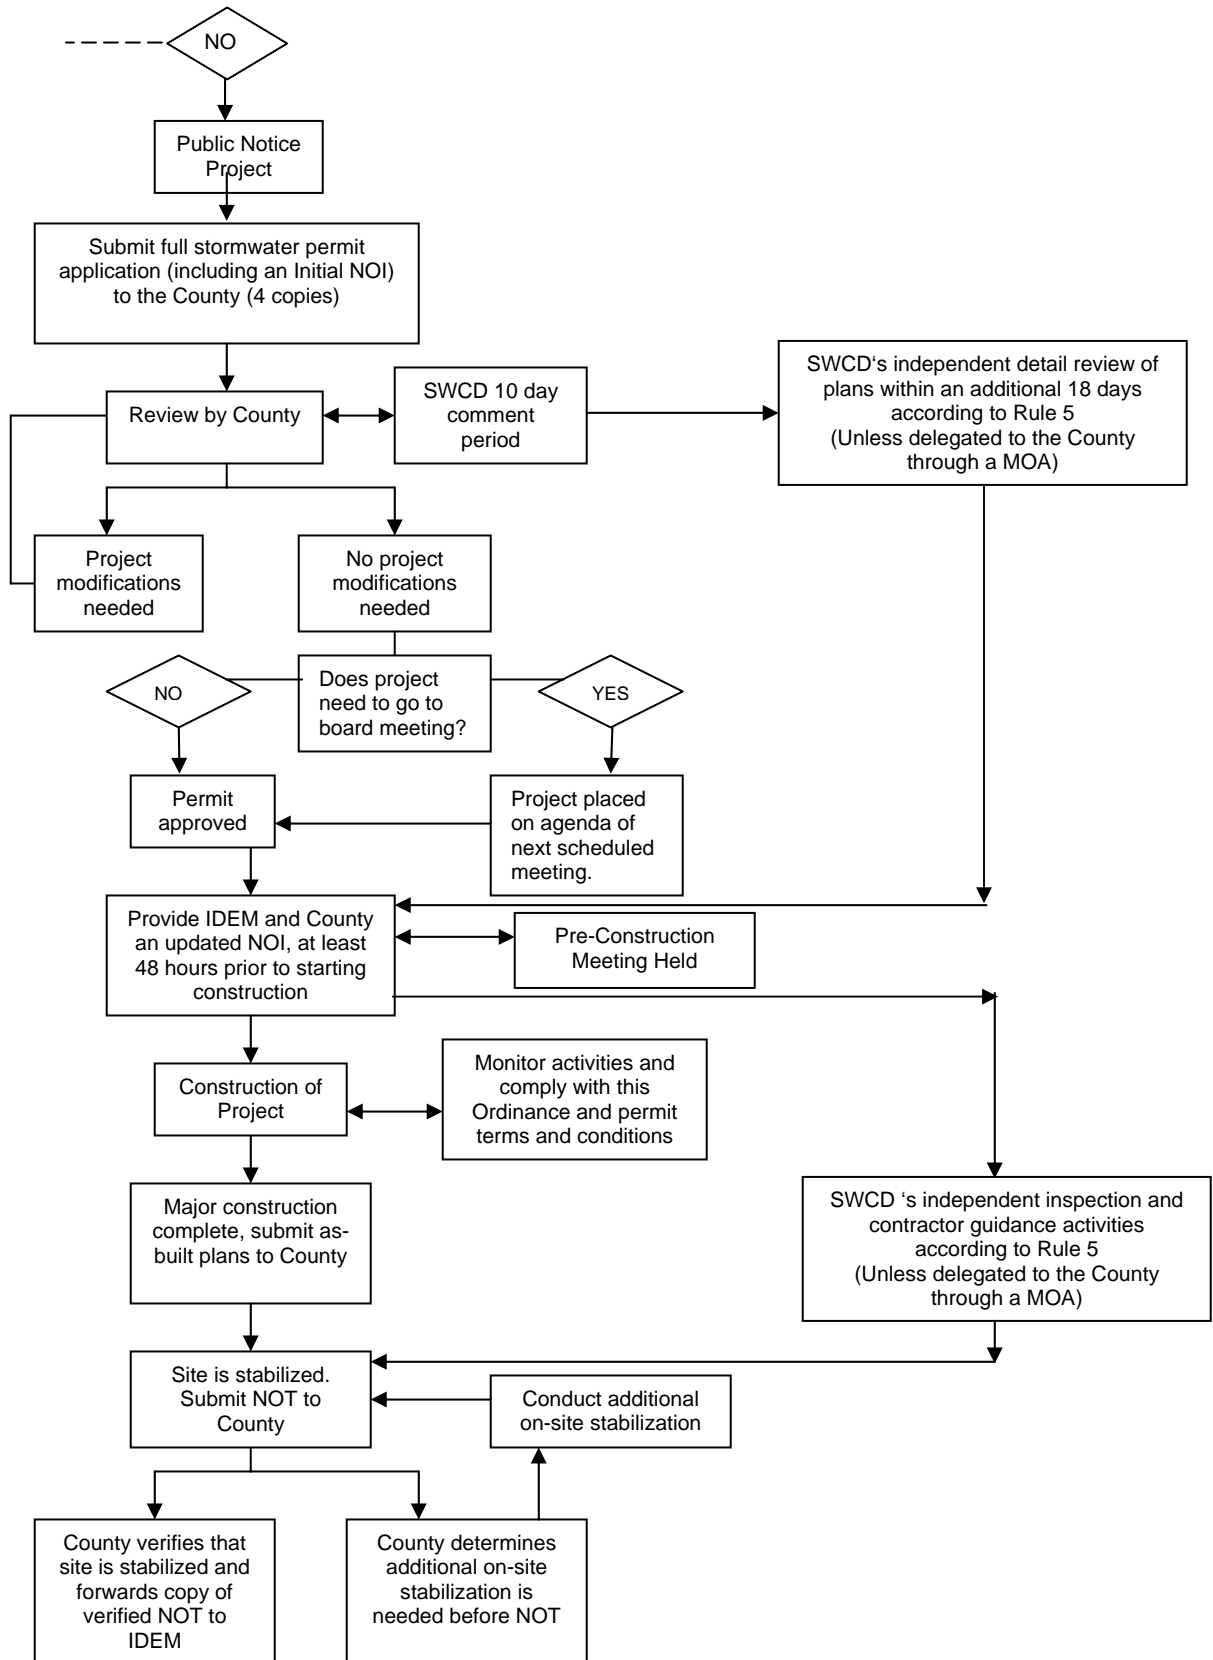 NO
Public Notice
Project
Submit full stormwater permit
application (including an Initial NOI)
to the County (4 copies)
Review by County
SWCD 10 day
comment
period
SWCD‘s independent detail review of
plans within an additional 18 days
according to Rule 5
(Unless delegated to the County
through a MOA)
Project
modifications
needed
No project
modifications
needed
NO
Does project
need to go to
board meeting?
YES
Permit
approved
Project placed
on agenda of
next scheduled
meeting.
Provide IDEM and County
an updated NOI, at least
48 hours prior to starting
construction
Pre-Construction
Meeting Held
Construction of
Project
Monitor activities and
comply with this
Ordinance and permit
terms and conditions
Major construction
complete, submit as-
built plans to County
SWCD ‘s independent inspection and
contractor guidance activities
according to Rule 5
(Unless delegated to the County
through a MOA)
Site is stabilized.
Submit NOT to
County
Conduct additional
on-site stabilization
County verifies that
site is stabilized and
forwards copy of
verified NOT to
IDEM
County determines
additional on-site
stabilization is
needed before NOT